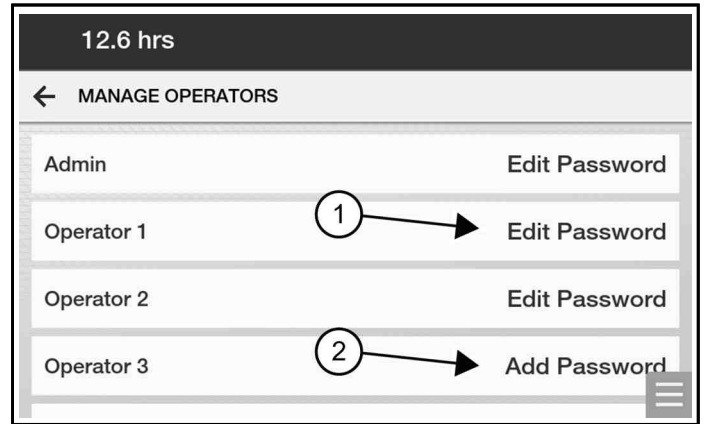 12.6 hrs
MANAGE OPERATORS
Admin Edit Password
Operator 1 1 Edit Password
Operator 2 Edit Password
Operator 3 2 Add Password